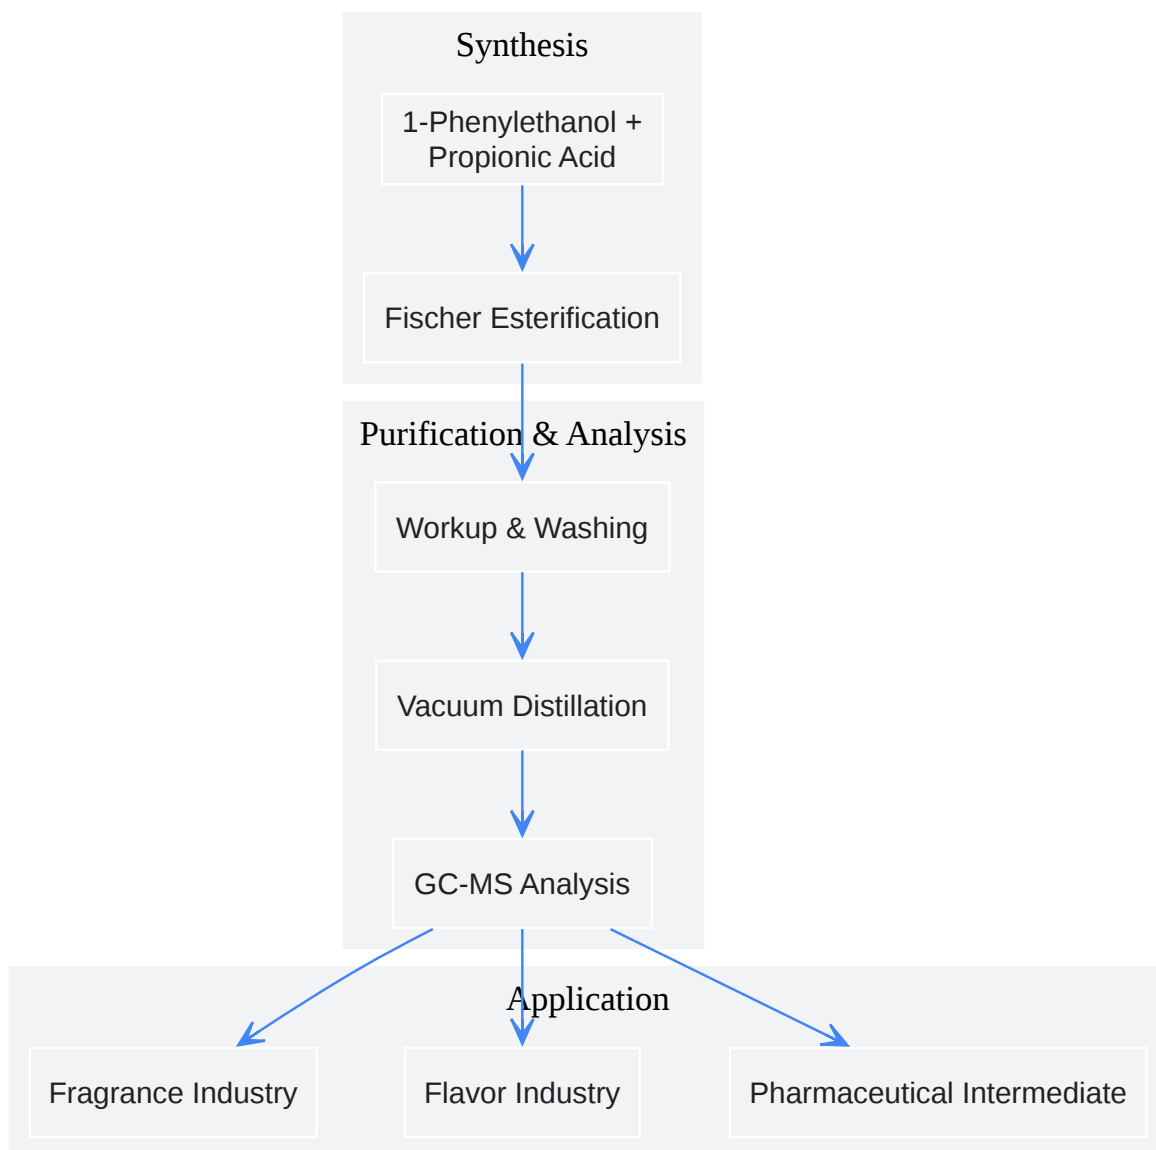 Synthesis
1-Phenylethanol +
Propionic Acid
Fischer Esterification
Purification & Analysis
Workup & Washing
Vacuum Distillation
GC-MS Analysis
Application
Fragrance Industry
Flavor Industry
Pharmaceutical Intermediate